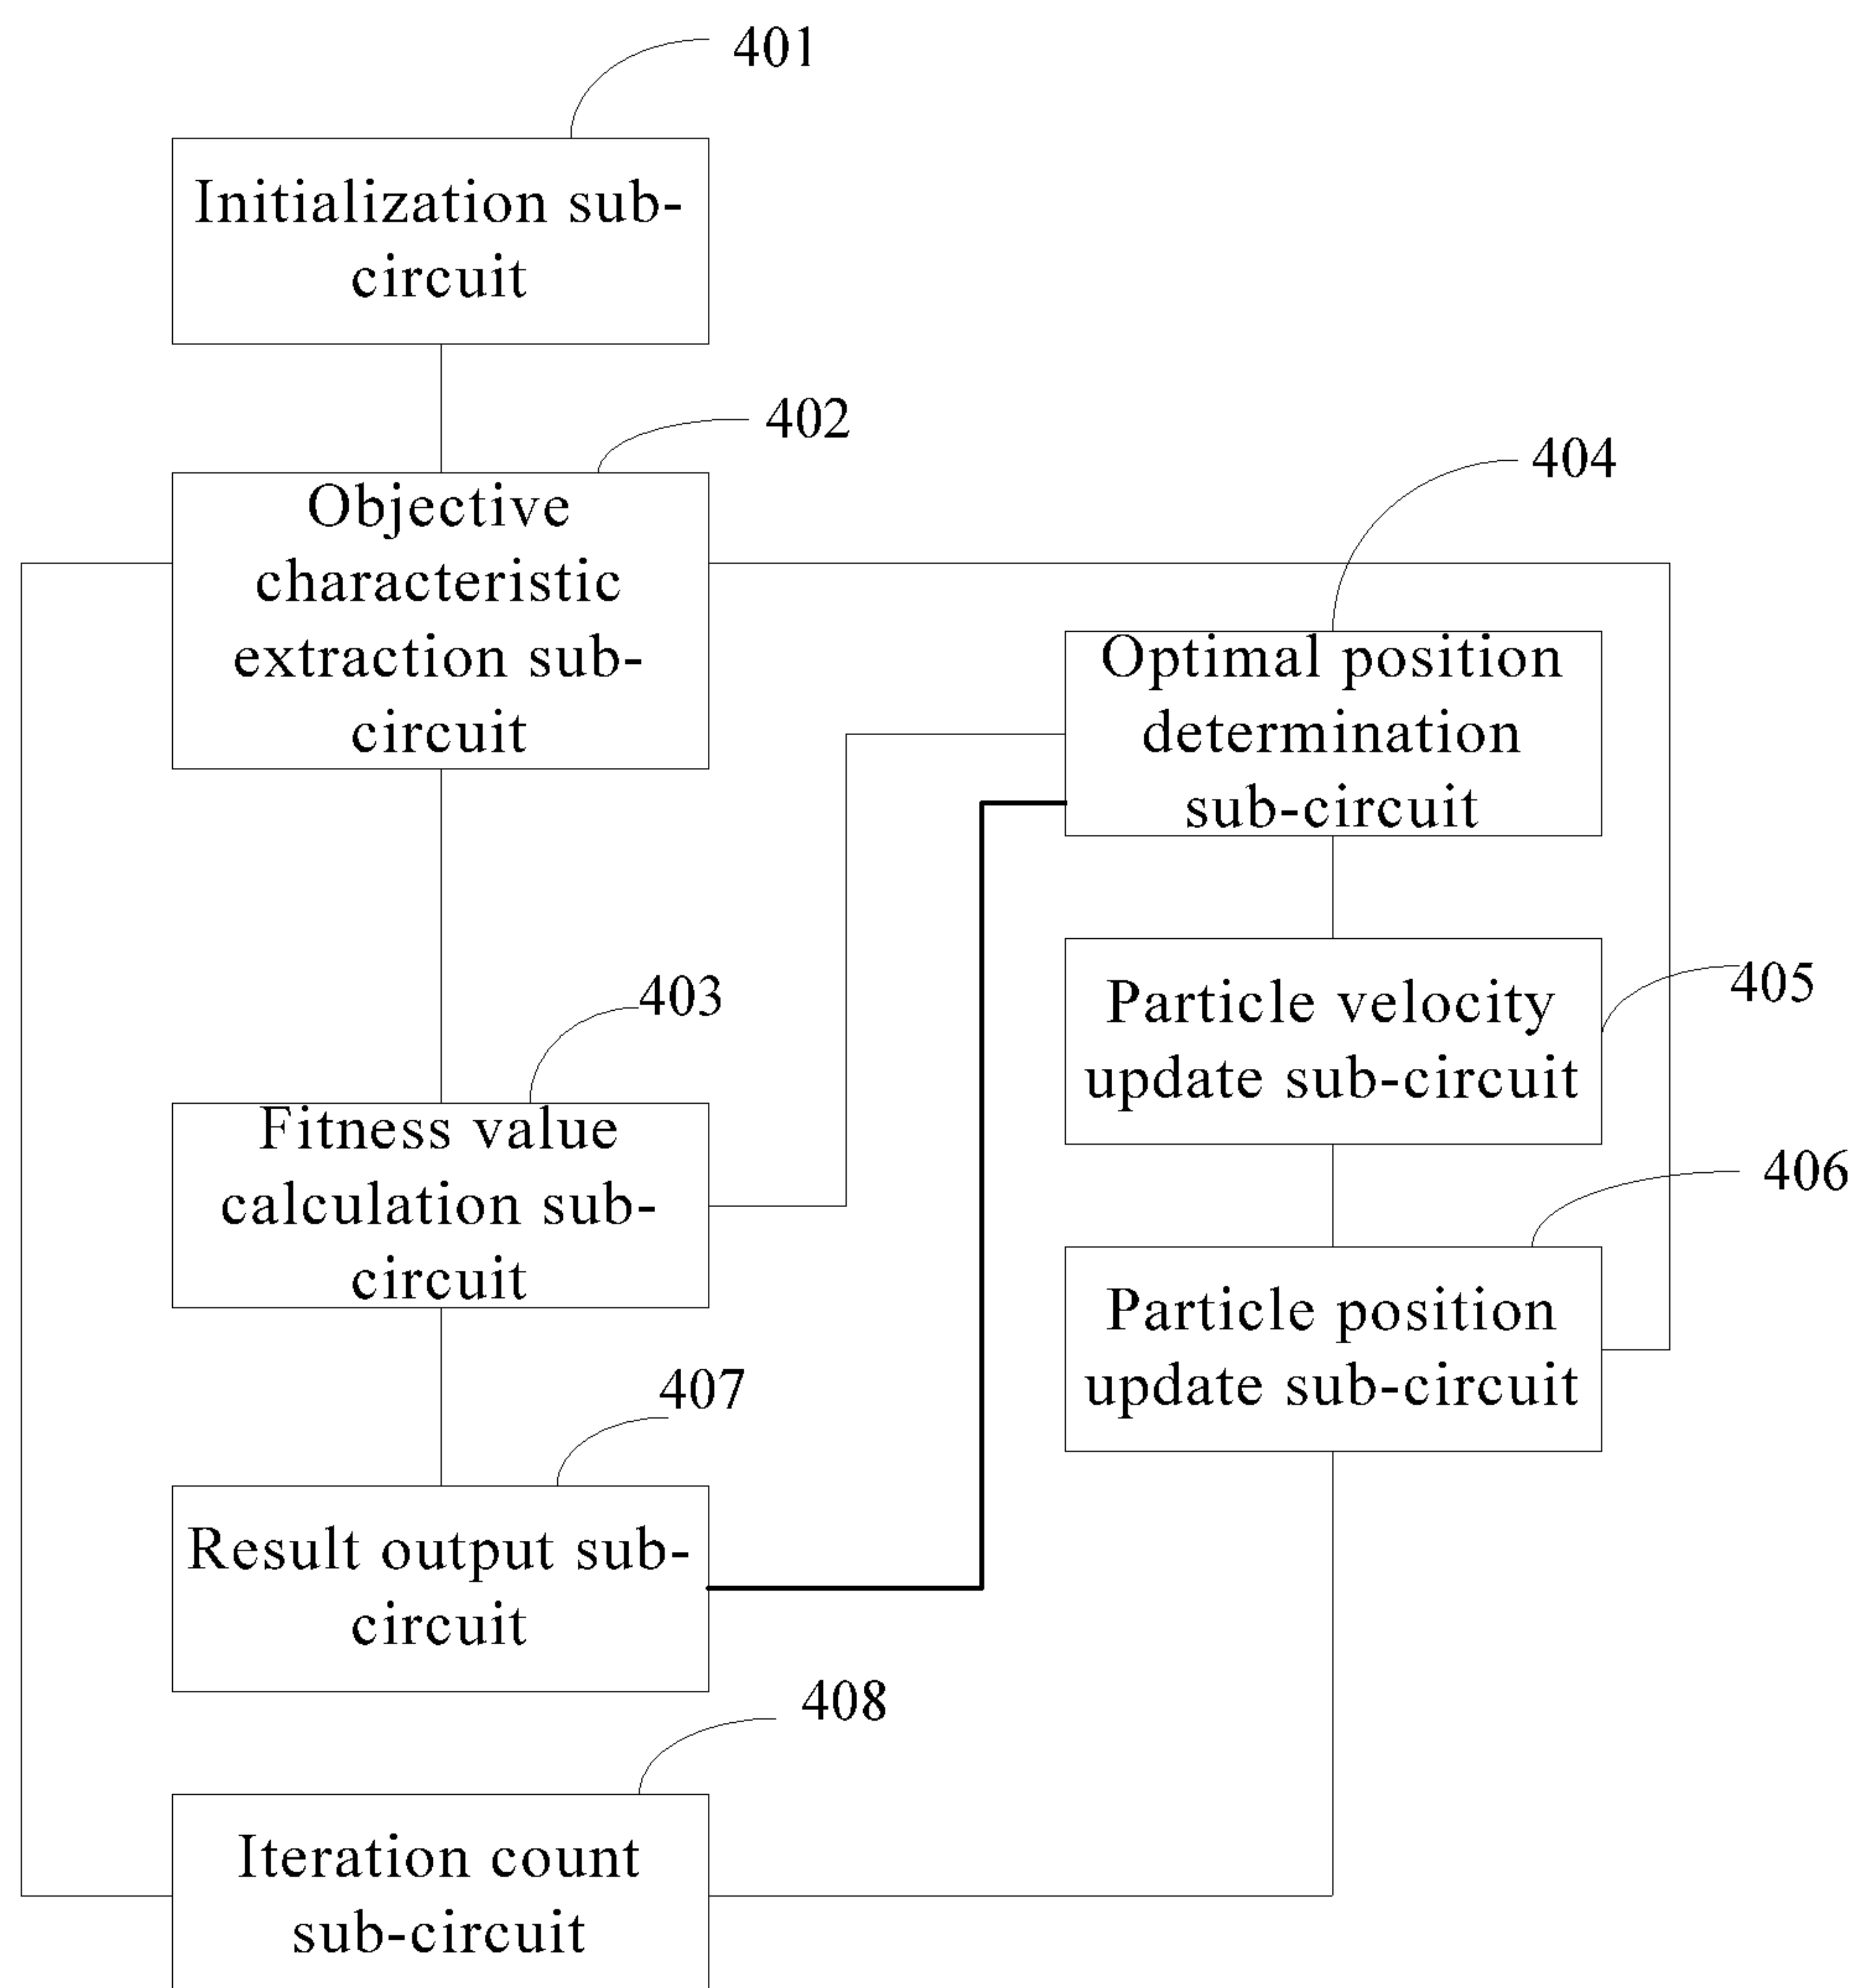 401
Initialization sub-
circuit
402
Objective
characteristic
extraction sub-
circuit
404
Optimal position
determination
sub-circuit
403
Fitness value
calculation sub-
circuit
405
Particle velocity
update sub-circuit
406
Particle position
update sub-circuit
407
Result output sub-
circuit
408
Iteration count
sub-circuit